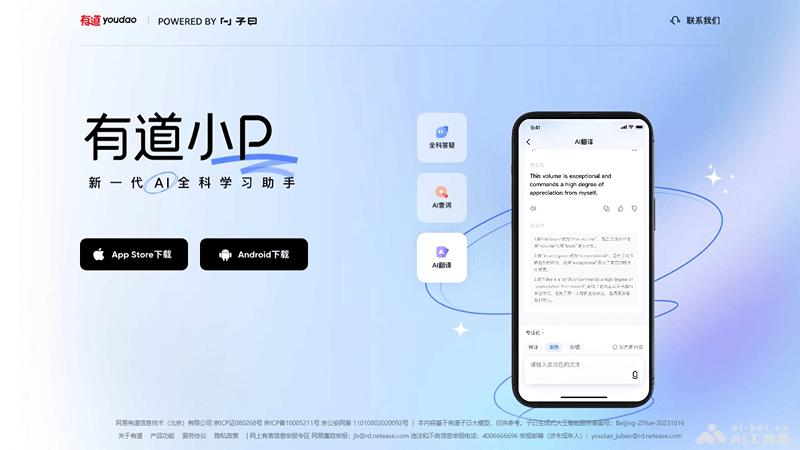 有道 youdao
POWERED BY 子曰
联系我们
有道小P
新一代AI全科学习助手
App Store下载
Android下载
全科答疑
AI查词
AI翻译
9:41
AI翻译
This volume is exceptional and
commands a high degree of
appreciation from myself.
专业化
润色
请输入要润色的文本
网易有道信息技术（北京）有限公司 京ICP证080268号 京ICP备10005211号 京公安网备 11010802020092号 | 本内容基于有道子曰大模型，仅供参考。子曰生成式人工智能服务备案号：Beijing-ZiYue-20231016
关于有道 产品功能 服务协议 隐私政策 | 网上有害信息举报专区 网易廉政举报：jb@rd.netease.com 违法和不良信息举报电话：4006666696 举报邮箱（涉未成年人）：youdao_jubao@rd.netease.com
ai-bot.cn
AI工具集